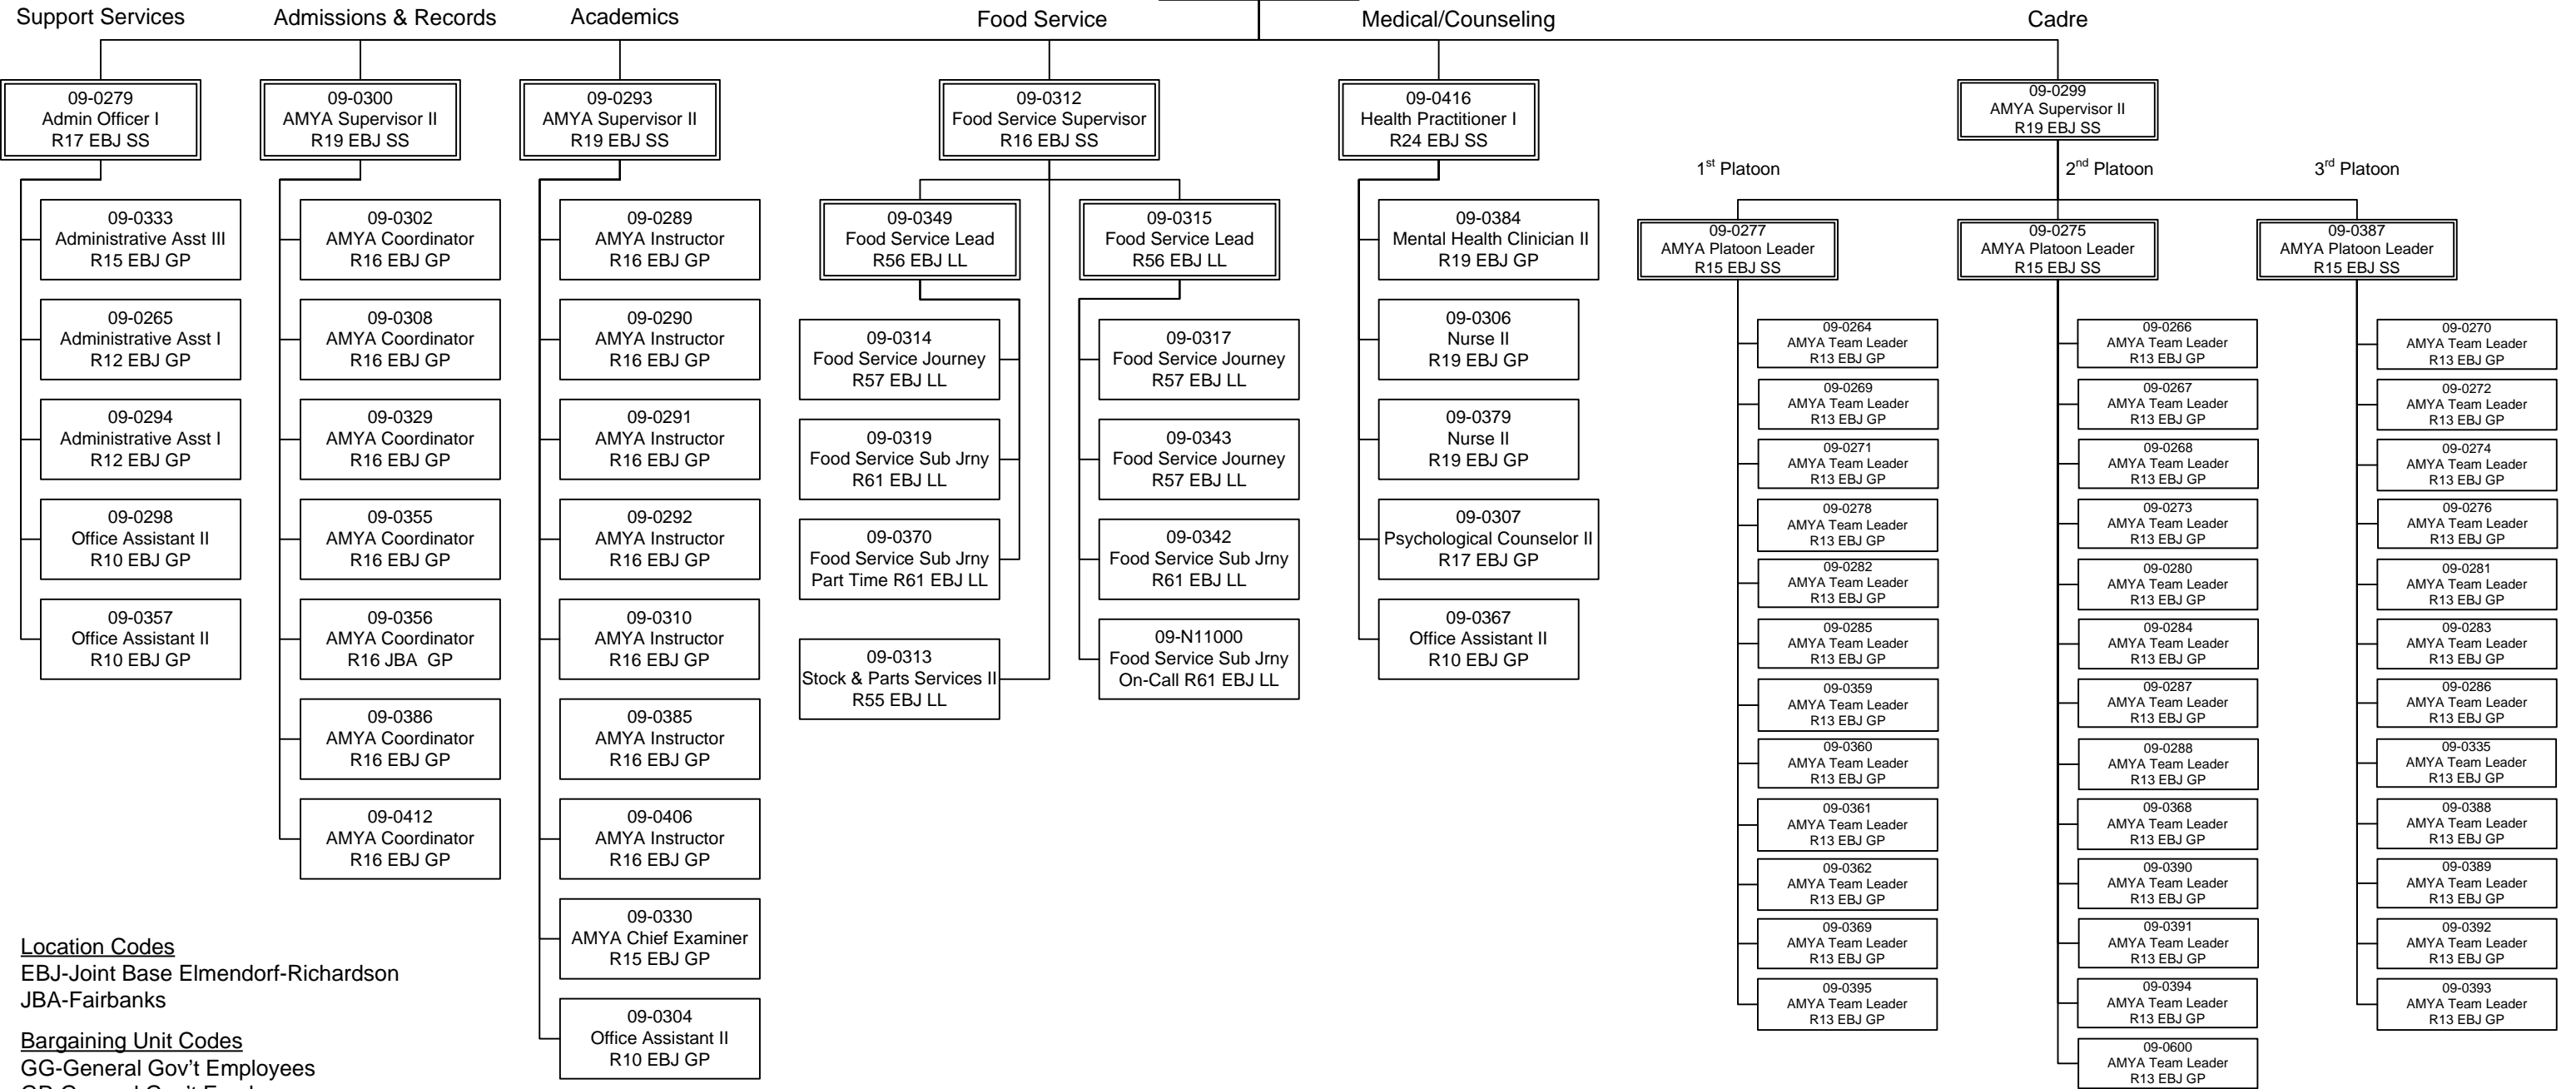 Support Services
Admissions & Records
Academics
Food Service
Medical/Counseling
Cadre
09-0279
Admin Officer I
R17 EBJ SS
09-0333
Administrative Asst III
R15 EBJ GP
09-0265
Administrative Asst I
R12 EBJ GP
09-0294
Administrative Asst I
R12 EBJ GP
09-0298
Office Assistant II
R10 EBJ GP
09-0357
Office Assistant II
R10 EBJ GP
09-0300
AMYA Supervisor II
R19 EBJ SS
09-0302
AMYA Coordinator
R16 EBJ GP
09-0308
AMYA Coordinator
R16 EBJ GP
09-0329
AMYA Coordinator
R16 EBJ GP
09-0355
AMYA Coordinator
R16 EBJ GP
09-0356
AMYA Coordinator
R16 JBA  GP
09-0386
AMYA Coordinator
R16 EBJ GP
09-0412
AMYA Coordinator
R16 EBJ GP
09-0293
AMYA Supervisor II
R19 EBJ SS
09-0289
AMYA Instructor
R16 EBJ GP
09-0290
AMYA Instructor
R16 EBJ GP
09-0291
AMYA Instructor
R16 EBJ GP
09-0292
AMYA Instructor
R16 EBJ GP
09-0310
AMYA Instructor
R16 EBJ GP
09-0385
AMYA Instructor
R16 EBJ GP
09-0406
AMYA Instructor
R16 EBJ GP
09-0330
AMYA Chief Examiner
R15 EBJ GP
09-0304
Office Assistant II
R10 EBJ GP
09-0312
Food Service Supervisor
R16 EBJ SS
09-0349
Food Service Lead
R56 EBJ LL
09-0314
Food Service Journey
R57 EBJ LL
09-0319
Food Service Sub Jrny
R61 EBJ LL
09-0370
Food Service Sub Jrny
Part Time R61 EBJ LL
09-0313
Stock & Parts Services II
R55 EBJ LL
09-0315
Food Service Lead
R56 EBJ LL
09-0317
Food Service Journey
R57 EBJ LL
09-0343
Food Service Journey
R57 EBJ LL
09-0342
Food Service Sub Jrny
R61 EBJ LL
09-N11000
Food Service Sub Jrny
On-Call R61 EBJ LL
09-0416
Health Practitioner I
R24 EBJ SS
09-0384
Mental Health Clinician II
R19 EBJ GP
09-0306
Nurse II
R19 EBJ GP
09-0379
Nurse II
R19 EBJ GP
09-0307
Psychological Counselor II
R17 EBJ GP
09-0367
Office Assistant II
R10 EBJ GP
09-0299
AMYA Supervisor II
R19 EBJ SS
1st Platoon
09-0277
AMYA Platoon Leader
R15 EBJ SS
09-0264
AMYA Team Leader
R13 EBJ GP
09-0269
AMYA Team Leader
R13 EBJ GP
09-0271
AMYA Team Leader
R13 EBJ GP
09-0278
AMYA Team Leader
R13 EBJ GP
09-0282
AMYA Team Leader
R13 EBJ GP
09-0285
AMYA Team Leader
R13 EBJ GP
09-0359
AMYA Team Leader
R13 EBJ GP
09-0360
AMYA Team Leader
R13 EBJ GP
09-0361
AMYA Team Leader
R13 EBJ GP
09-0362
AMYA Team Leader
R13 EBJ GP
09-0369
AMYA Team Leader
R13 EBJ GP
09-0395
AMYA Team Leader
R13 EBJ GP
2nd Platoon
09-0275
AMYA Platoon Leader
R15 EBJ SS
09-0266
AMYA Team Leader
R13 EBJ GP
09-0267
AMYA Team Leader
R13 EBJ GP
09-0268
AMYA Team Leader
R13 EBJ GP
09-0273
AMYA Team Leader
R13 EBJ GP
09-0280
AMYA Team Leader
R13 EBJ GP
09-0284
AMYA Team Leader
R13 EBJ GP
09-0287
AMYA Team Leader
R13 EBJ GP
09-0288
AMYA Team Leader
R13 EBJ GP
09-0368
AMYA Team Leader
R13 EBJ GP
09-0390
AMYA Team Leader
R13 EBJ GP
09-0391
AMYA Team Leader
R13 EBJ GP
09-0394
AMYA Team Leader
R13 EBJ GP
09-0600
AMYA Team Leader
R13 EBJ GP
3rd Platoon
09-0387
AMYA Platoon Leader
R15 EBJ SS
09-0270
AMYA Team Leader
R13 EBJ GP
09-0272
AMYA Team Leader
R13 EBJ GP
09-0274
AMYA Team Leader
R13 EBJ GP
09-0276
AMYA Team Leader
R13 EBJ GP
09-0281
AMYA Team Leader
R13 EBJ GP
09-0283
AMYA Team Leader
R13 EBJ GP
09-0286
AMYA Team Leader
R13 EBJ GP
09-0335
AMYA Team Leader
R13 EBJ GP
09-0388
AMYA Team Leader
R13 EBJ GP
09-0389
AMYA Team Leader
R13 EBJ GP
09-0392
AMYA Team Leader
R13 EBJ GP
09-0393
AMYA Team Leader
R13 EBJ GP
Location Codes
EBJ-Joint Base Elmendorf-Richardson
JBA-Fairbanks
Bargaining Unit Codes
GG-General Gov't Employees